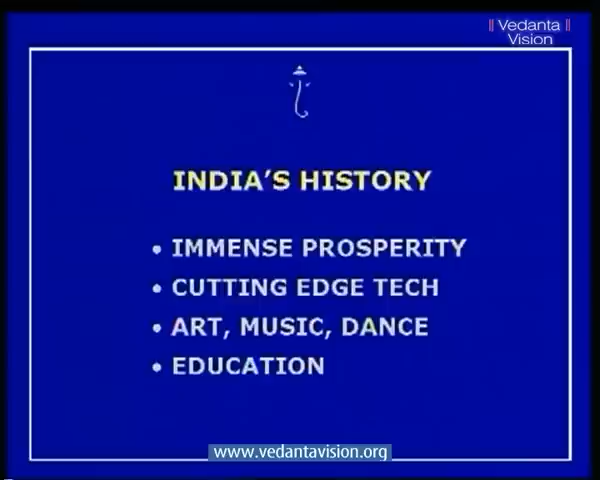 || Vedanta ||
Vision
INDIA'S HISTORY
• IMMENSE PROSPERITY
• CUTTING EDGE TECH
• ART, MUSIC, DANCE
• EDUCATION
www.vedantavision.org